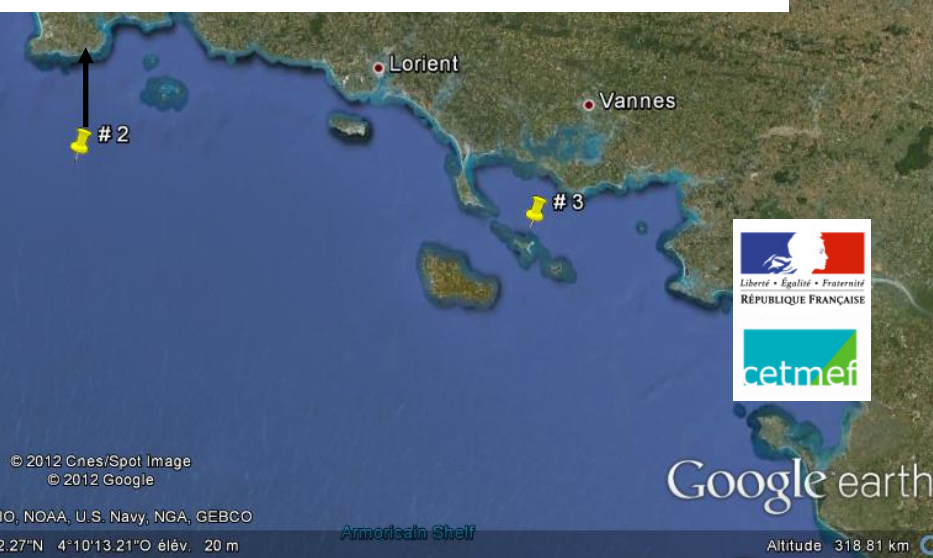 Lorient
Vannes
# 2
# 3
Liberté • Égalité • Fraternité
RÉPUBLIQUE FRANÇAISE
cetmef
© 2012 Cnes/Spot Image
© 2012 Google
Google earth
IO, NOAA, U.S. Navy, NGA, GEBCO
Armoricain Shelf
2.27"N 4°10'13.21"O élév. 20 m
Altitude 318.81 km